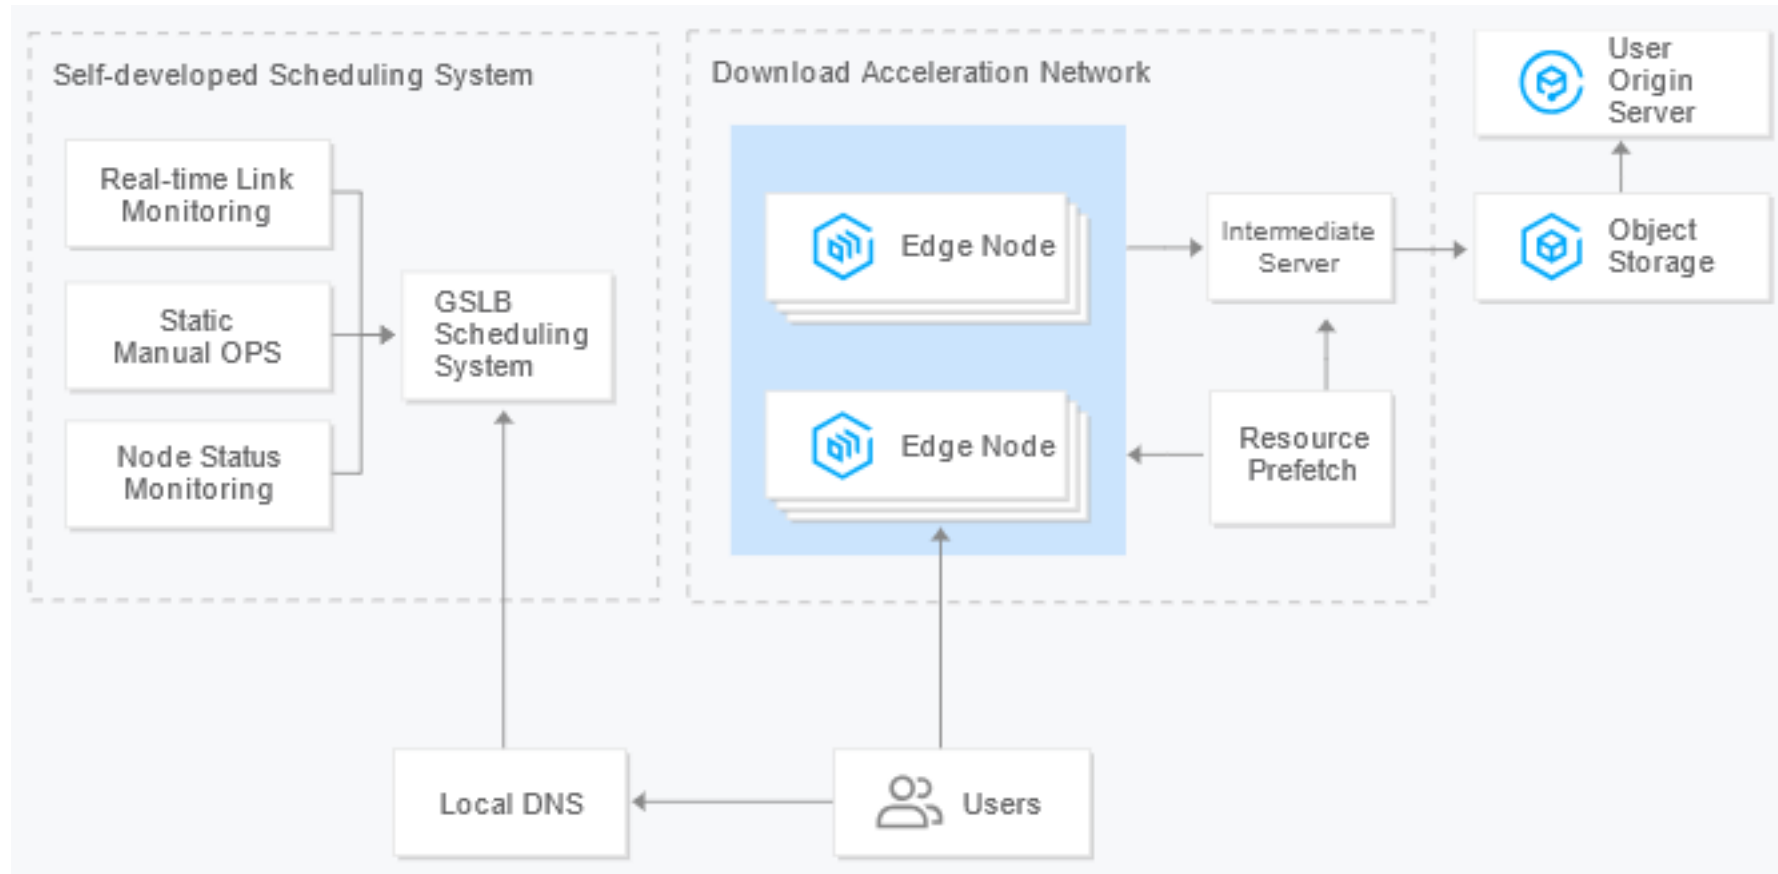 Self-developed Scheduling System
Real-time Link
Monitoring
Static
Manual OPS
Node Status
Monitoring
GSLB
Scheduling
System
Download Acceleration Network
Edge Node
Edge Node
Intermediate
Server
Resource
Prefetch
User
Origin
Server
Object
Storage
Local DNS
Users